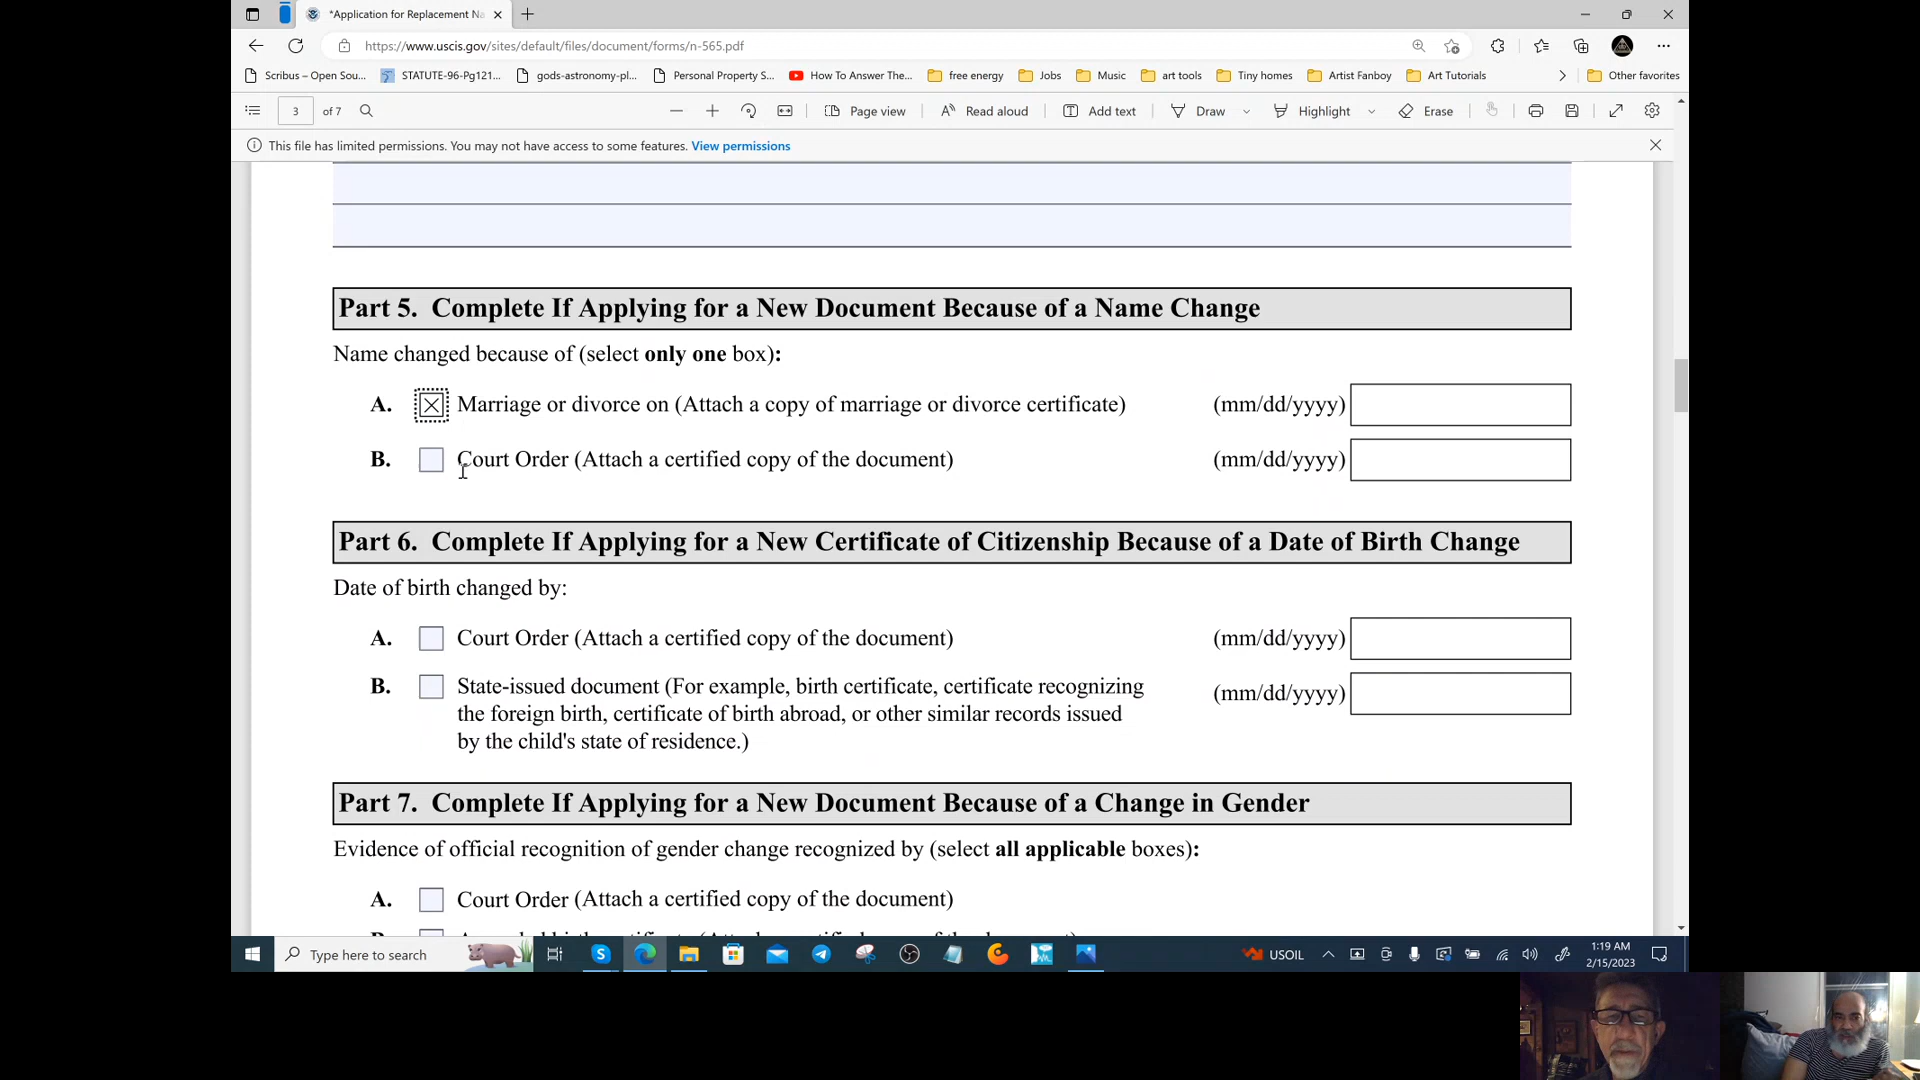 *Application for Replacement Na
https://www.uscis.gov/sites/default/files/document/forms/n-565.pdf
Scribus – Open Sou...
STATUTE-96-Pg121...
gods-astronomy-pl...
Personal Property S...
How To Answer The...
free energy
Jobs
Music
art tools
Tiny homes
Artist Fanboy
Art Tutorials
Other favorites
3 of 7
Page view
Read aloud
Add text
Draw
Highlight
Erase
This file has limited permissions. You may not have access to some features. View permissions
Part 5. Complete If Applying for a New Document Because of a Name Change
Name changed because of (select only one box):
A. Marriage or divorce on (Attach a copy of marriage or divorce certificate) (mm/dd/yyyy)
B. Court Order (Attach a certified copy of the document) (mm/dd/yyyy)
Part 6. Complete If Applying for a New Certificate of Citizenship Because of a Date of Birth Change
Date of birth changed by:
A. Court Order (Attach a certified copy of the document) (mm/dd/yyyy)
B. State-issued document (For example, birth certificate, certificate recognizing (mm/dd/yyyy)
the foreign birth, certificate of birth abroad, or other similar records issued
by the child's state of residence.)
Part 7. Complete If Applying for a New Document Because of a Change in Gender
Evidence of official recognition of gender change recognized by (select all applicable boxes):
A. Court Order (Attach a certified copy of the document)
Type here to search
USOIL
1:19 AM
2/15/2023